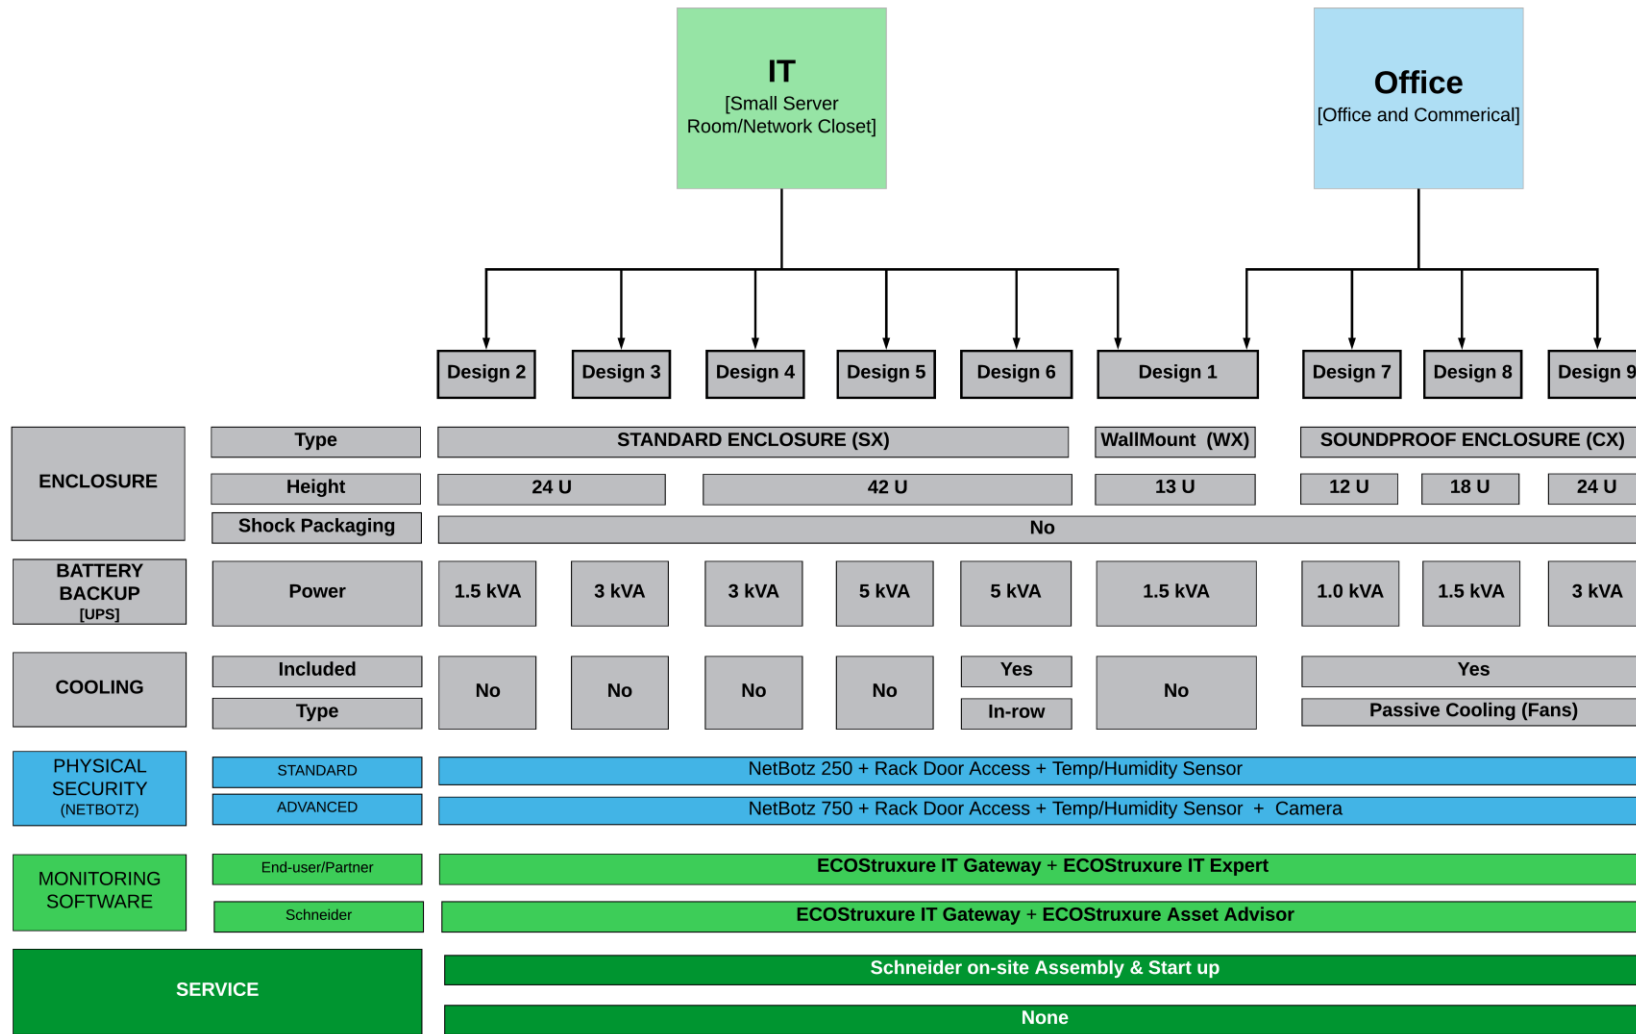 IT
[Small Server
Room/Network Closet]
Office
[Office and Commerical]
Design 2
Design 3
Design 4
Design 5
Design 6
Design 1
Design 7
Design 8
Design 9
ENCLOSURE
Type
STANDARD ENCLOSURE (SX)
WallMount (WX)
SOUNDPROOF ENCLOSURE (CX)
Height
24 U
42 U
13 U
12 U
18 U
24 U
Shock Packaging
No
BATTERY
BACKUP
[UPS]
Power
1.5 kVA
3 kVA
3 kVA
5 kVA
5 kVA
1.5 kVA
1.0 kVA
1.5 kVA
3 kVA
COOLING
Included
Type
No
No
No
No
Yes
In-row
No
Yes
Passive Cooling (Fans)
PHYSICAL
SECURITY
(NETBOTZ)
STANDARD
NetBotz 250 + Rack Door Access + Temp/Humidity Sensor
ADVANCED
NetBotz 750 + Rack Door Access + Temp/Humidity Sensor + Camera
MONITORING
SOFTWARE
End-user/Partner
ECOStruxure IT Gateway + ECOStruxure IT Expert
Schneider
ECOStruxure IT Gateway + ECOStruxure Asset Advisor
SERVICE
Schneider on-site Assembly & Start up
None